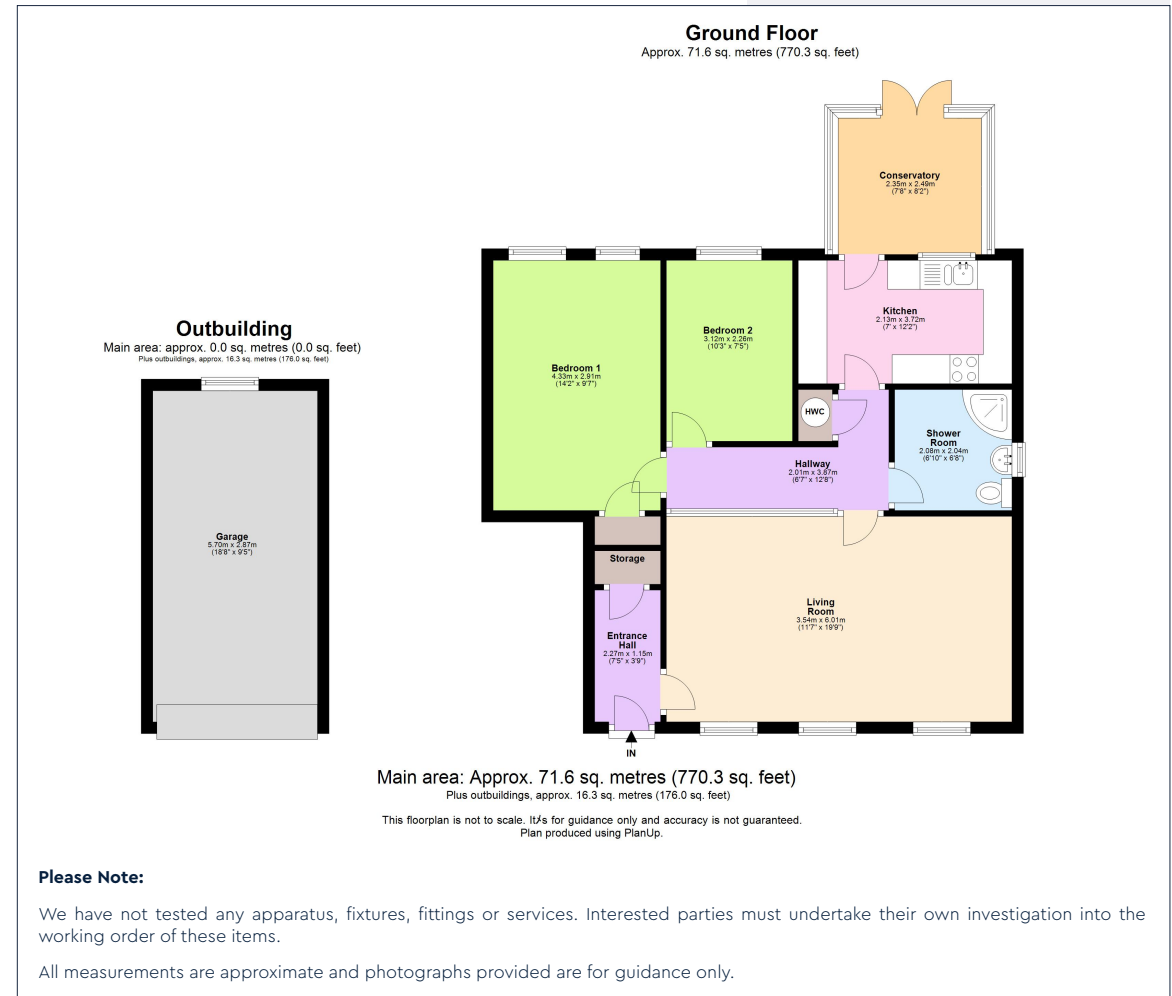 Ground Floor
Approx. 71.6 sq. metres (770.3 sq. feet)
Conservatory
2.35m x 2.49m
(7'8" x 8'2")
Kitchen
2.13m x 3.72m
(7' x 12'2")
Bedroom 2
3.12m x 2.26m
(10'3" x 7'5")
Bedroom 1
4.33m x 2.91m
(14'2" x 9'7")
HWC
Shower
Room
2.08m x 2.04m
(6'10" x 6'8")
Hallway
2.01m x 3.87m
(6'7" x 12'8")
Storage
Living
Room
3.54m x 6.01m
(11'7" x 19'9")
Entrance
Hall
2.27m x 1.15m
(7'5" x 3'9")
IN
Outbuilding
Main area: approx. 0.0 sq. metres (0.0 sq. feet)
Plus outbuildings, approx. 16.3 sq. metres (176.0 sq. feet)
Garage
5.70m x 2.87m
(18'8" x 9'5")
Main area: Approx. 71.6 sq. metres (770.3 sq. feet)
Plus outbuildings, approx. 16.3 sq. metres (176.0 sq. feet)
This floorplan is not to scale. It's for guidance only and accuracy is not guaranteed.
Plan produced using PlanUp.
Please Note:
We have not tested any apparatus, fixtures, fittings or services. Interested parties must undertake their own investigation into the
working order of these items.
All measurements are approximate and photographs provided are for guidance only.